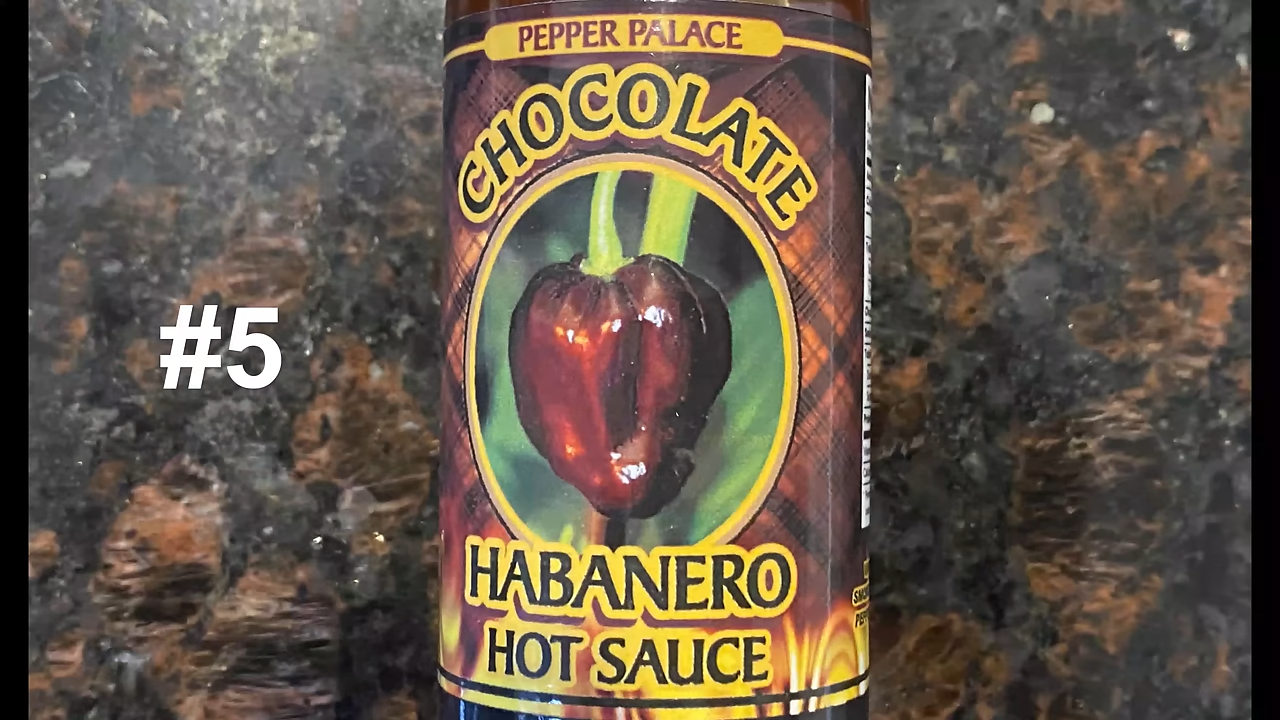 PEPPER PALACE
CHOCOLATE
#5
HABANERO
HOT SAUCE